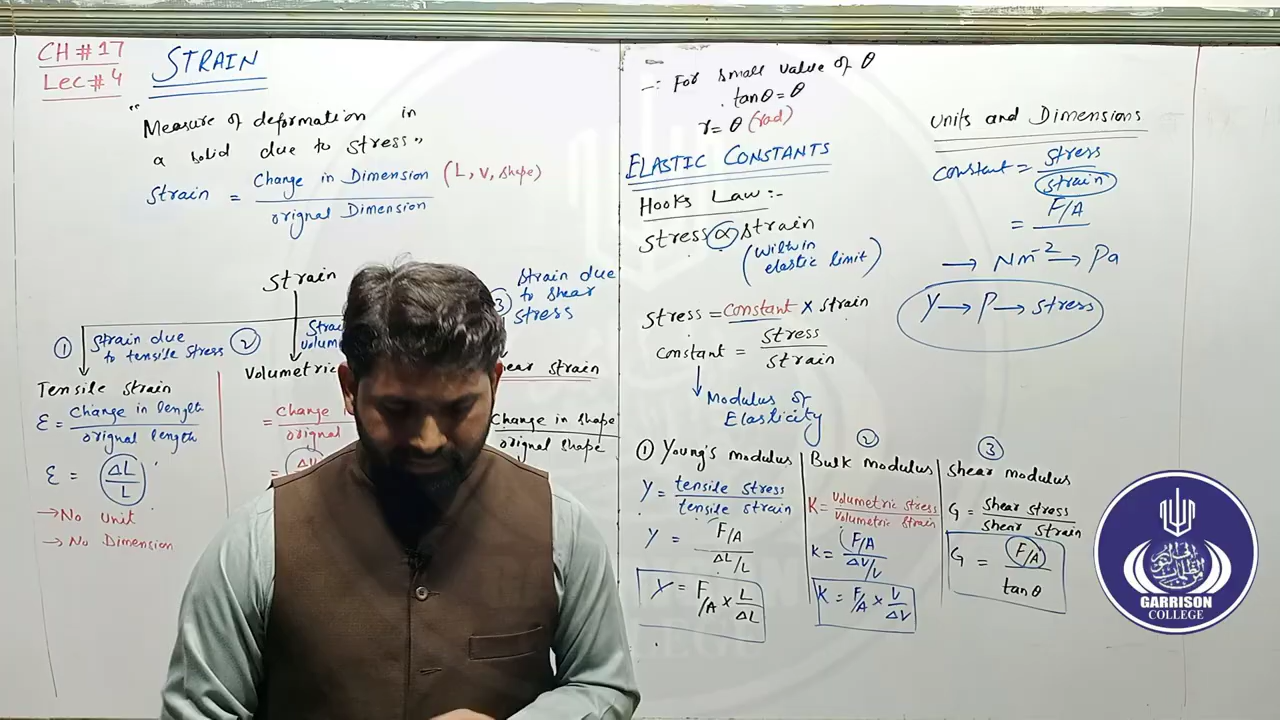 CH # 17
Lec # 4
STRAIN
"Measure of deformation in
a solid due to stress"
Strain = Change in Dimension (L, V, shape)
orignal Dimension
Strain
① Strain due
to tensile stress
②
③ Strain due
to shear
stress
Tensile strain
ε = Change in length
orignal length
ε = ΔL
L
→ No unit
→ No Dimension
Volumetric
= Change
orignal
strain
Change in shape
orignal shape
∴ For small value of θ
tanθ = θ
r = θ (rad)
ELASTIC CONSTANTS
Hooks Law :-
Stress ∝ strain
(within
elastic limit)
Stress = constant × strain
constant = stress
strain
Modulus of
Elasticity
① Young's modulus
Y = tensile stress
tensile strain
Y = F/A
ΔL/L
Y = F/A × L
ΔL
②
Bulk modulus
K = volumetric stress
volumetric strain
K = F/A
ΔV/V
K = F/A × V
ΔV
③
Shear modulus
G = shear stress
shear strain
G = F/A
tanθ
Units and Dimensions
constant = stress
strain
= F/A
→ Nm⁻² → Pa
Y → P → stress
GARRISON
COLLEGE